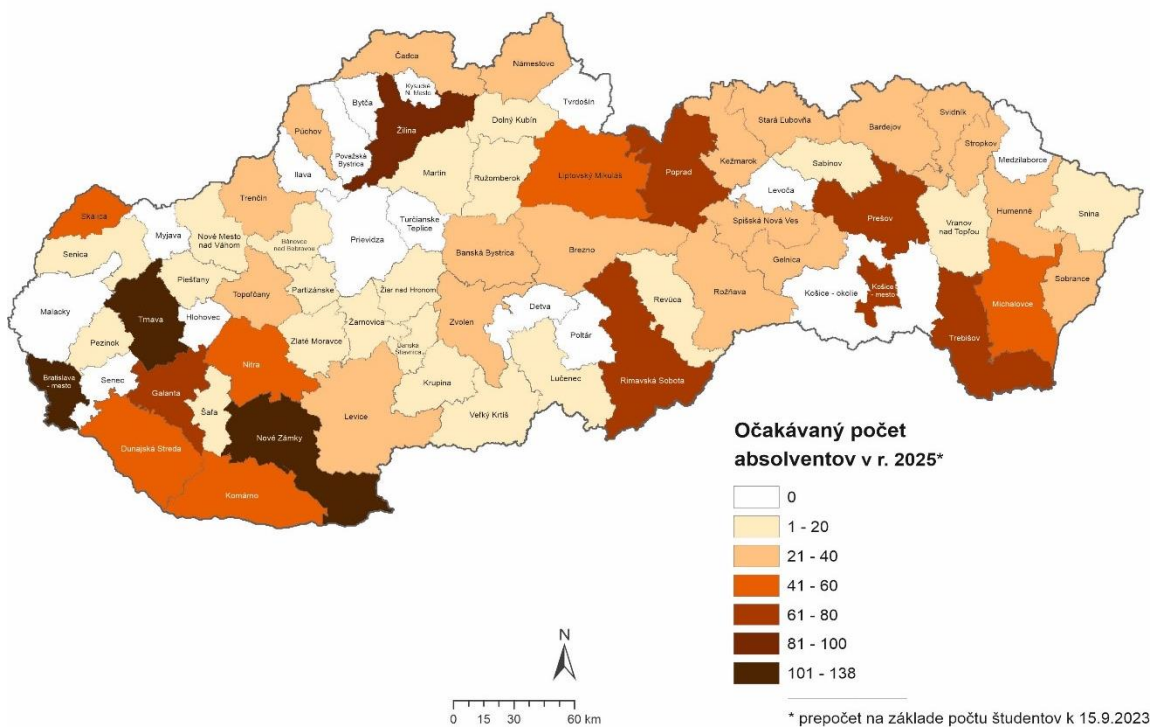 Čadca
Námestovo
Kysucké
N. Mesto
Tvrdošín
Bytča
Dolný Kubín
Púchov
Žilina
Stará Ľubovňa
Bardejov
Svidník
Stropkov
Medzilaborce
Považská
Bystrica
Ilava
Martin
Ružomberok
Liptovský Mikuláš
Poprad
Kežmarok
Sabinov
Levoča
Prešov
Trenčín
Turčianske
Teplice
Skalica
Myjava
Nové Mesto
nad Váhom
Bánovce
nad Bebravou
Prievidza
Spišská Nová Ves
Vranov
nad Topľou
Humenné
Snina
Senica
Banská Bystrica
Brezno
Gelnica
Sobrance
Piešťany
Partizánske
Žiar nad Hronom
Košice - okolie
Košice
- mesto
Michalovce
Topoľčany
Revúca
Rožňava
Malacky
Trnava
Hlohovec
Žarnovica
Zvolen
Detva
Poltár
Trebišov
Pezinok
Zlaté Moravce
Banská
Štiavnica
Nitra
Bratislava
- mesto
Senec
Galanta
Krupina
Lučenec
Rimavská Sobota
Šaľa
Levice
Veľký Krtíš
Dunajská Streda
Nové Zámky
Komárno
Očakávaný počet
absolventov v r. 2025*
0
1 - 20
21 - 40
41 - 60
61 - 80
81 - 100
101 - 138
N
0 15 30 60 km
* prepočet na základe počtu študentov k 15.9.2023